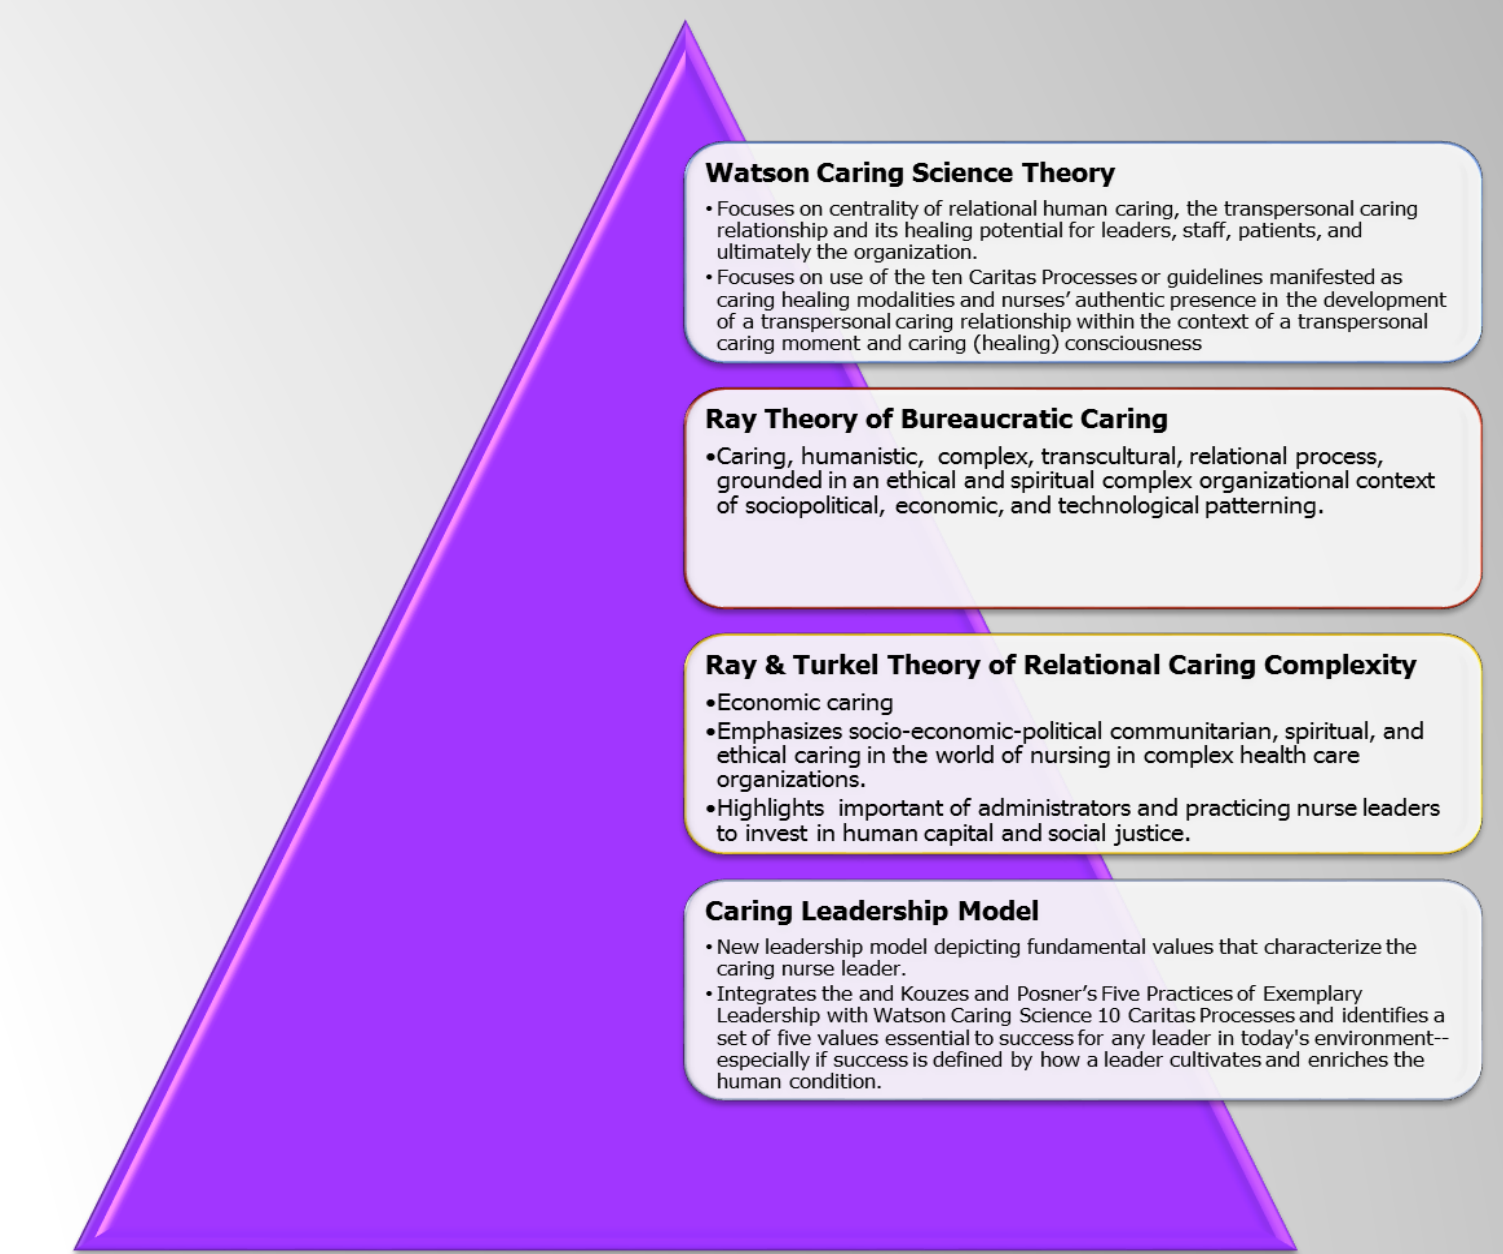 Watson Caring Science Theory
• Focuses on centrality of relational human caring, the transpersonal caring
relationship and its healing potential for leaders, staff, patients, and
ultimately the organization.
• Focuses on use of the ten Caritas Processes or guidelines manifested as
caring healing modalities and nurses’ authentic presence in the development
of a transpersonal caring relationship within the context of a transpersonal
caring moment and caring (healing) consciousness
Ray Theory of Bureaucratic Caring
•Caring, humanistic, complex, transcultural, relational process,
grounded in an ethical and spiritual complex organizational context
of sociopolitical, economic, and technological patterning.
Ray & Turkel Theory of Relational Caring Complexity
•Economic caring
•Emphasizes socio-economic-political communitarian, spiritual, and
ethical caring in the world of nursing in complex health care
organizations.
•Highlights important of administrators and practicing nurse leaders
to invest in human capital and social justice.
Caring Leadership Model
• New leadership model depicting fundamental values that characterize the
caring nurse leader.
• Integrates the and Kouzes and Posner’s Five Practices of Exemplary
Leadership with Watson Caring Science 10 Caritas Processes and identifies a
set of five values essential to success for any leader in today's environment--
especially if success is defined by how a leader cultivates and enriches the
human condition.